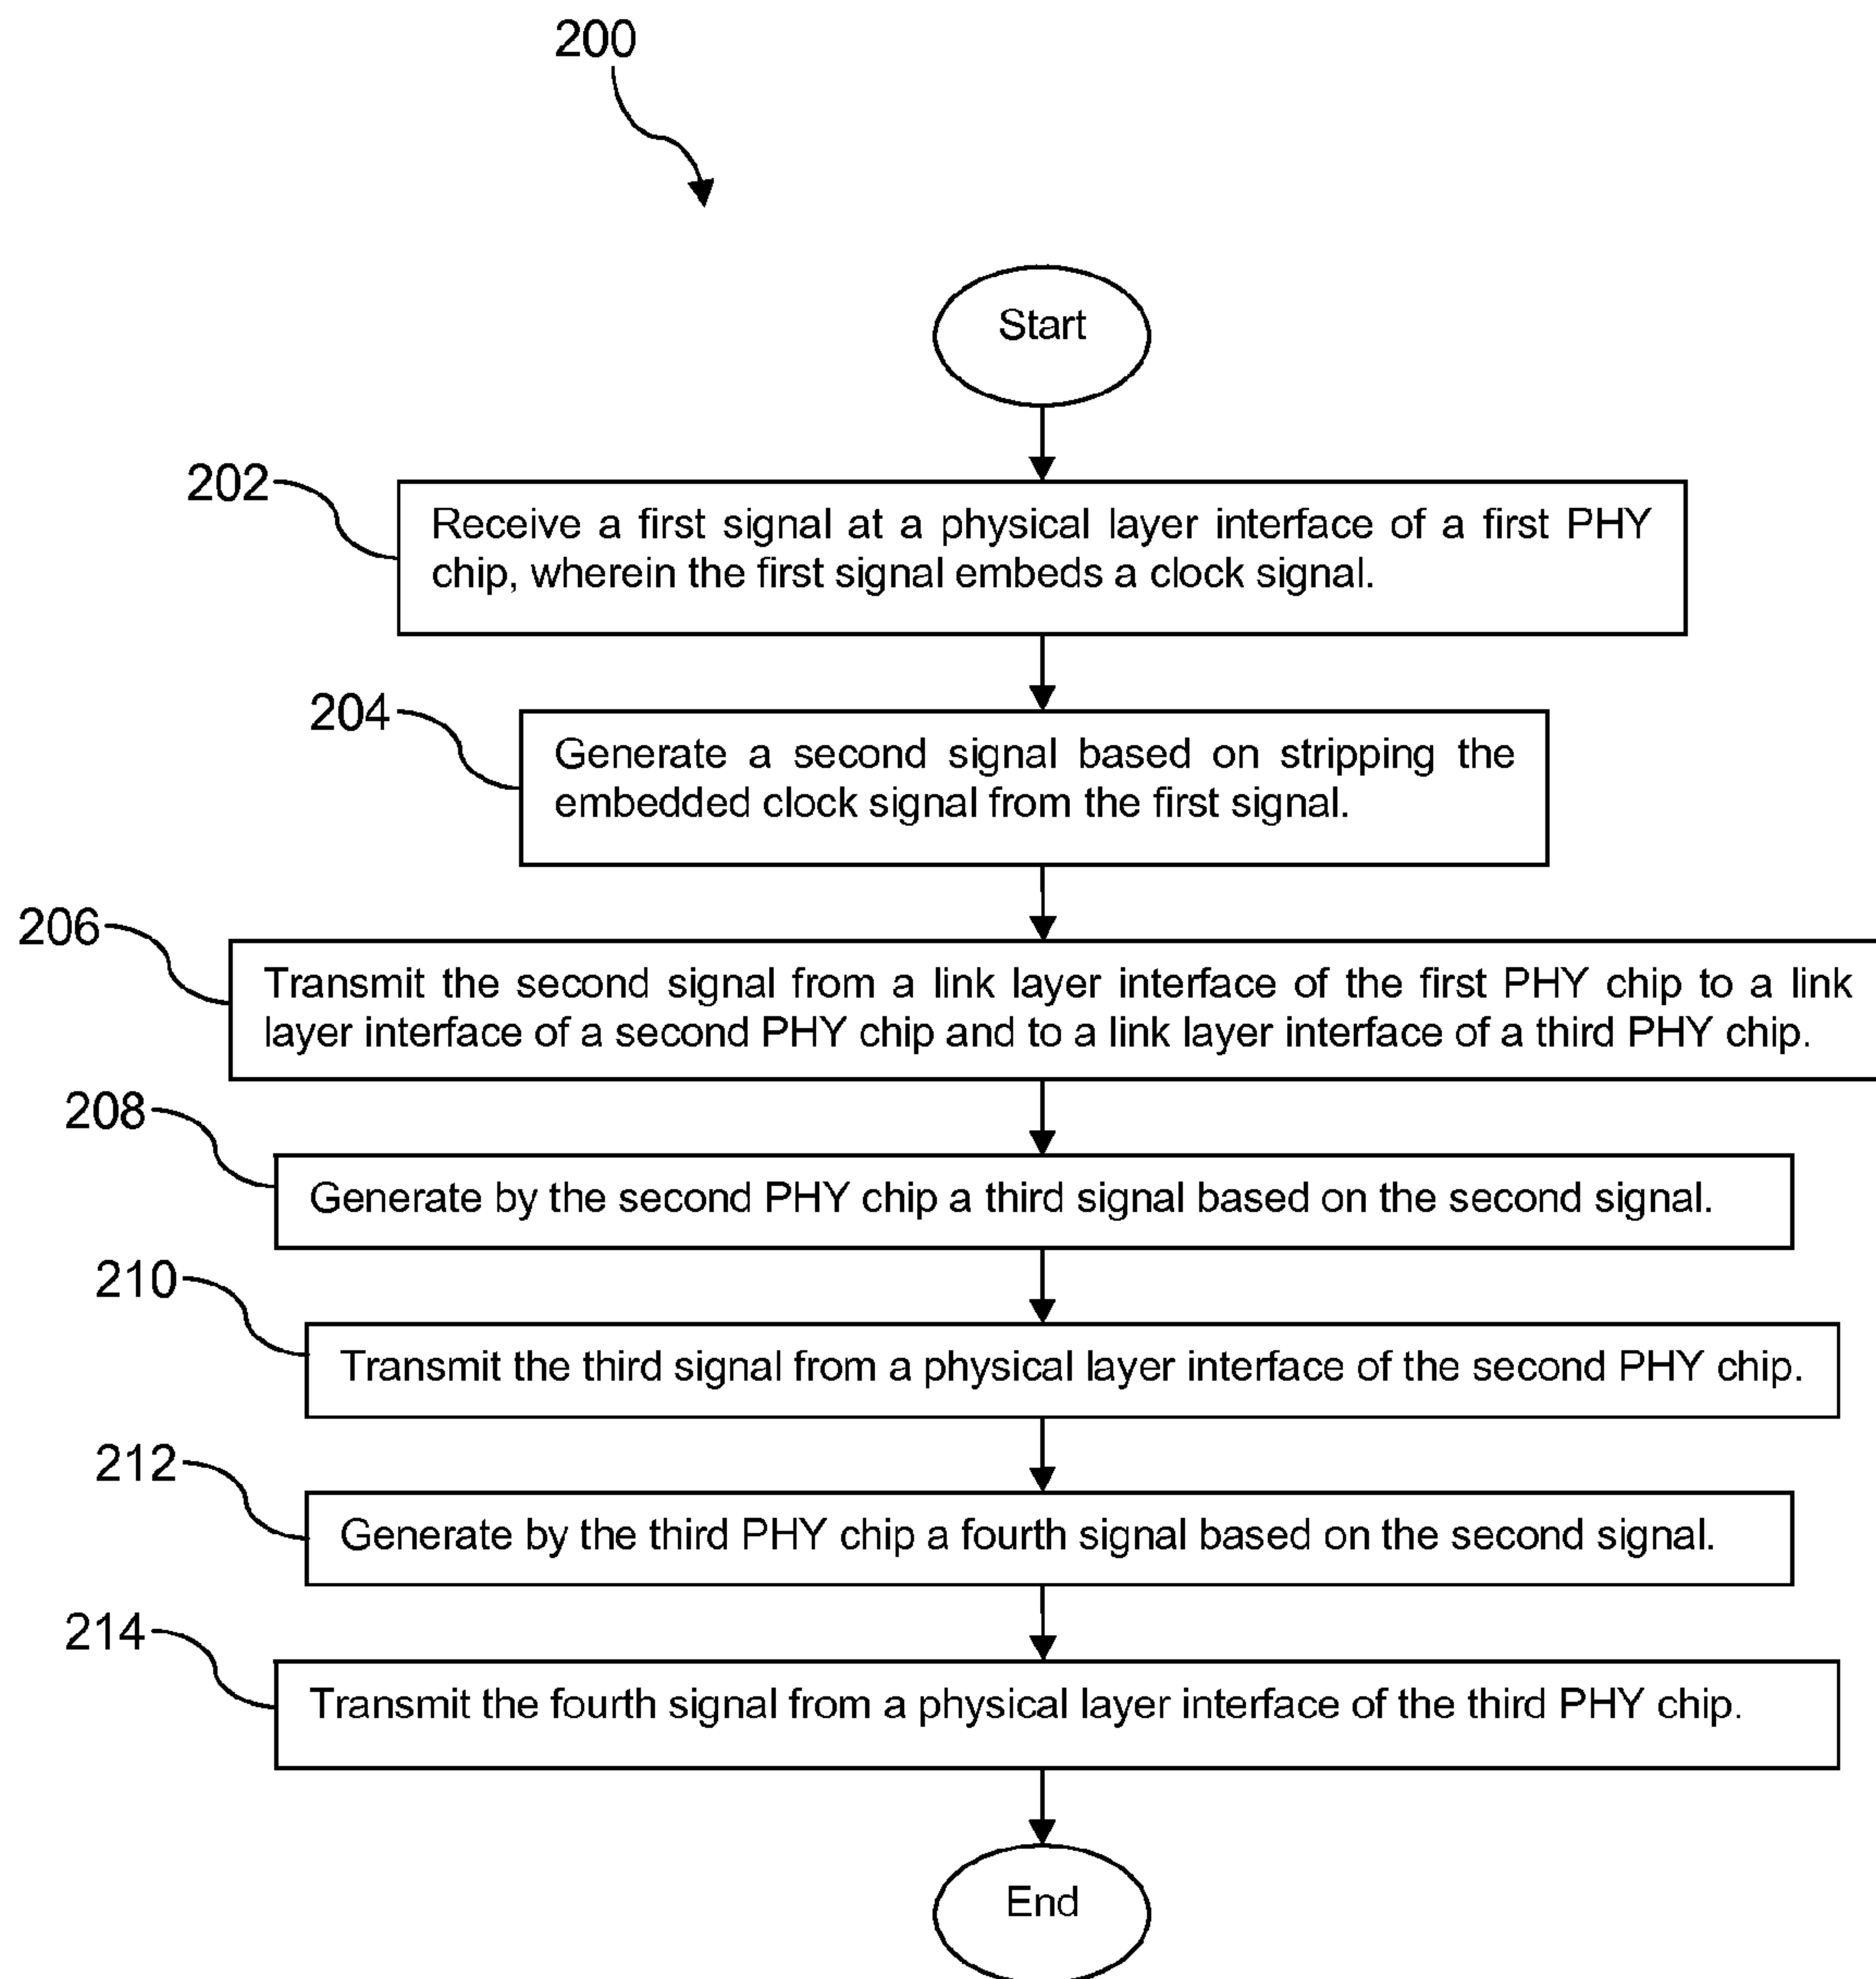 200
Start
202
Receive a first signal at a physical layer interface of a first PHY
chip, wherein the first signal embeds a clock signal.
204
Generate a second signal based on stripping the
embedded clock signal from the first signal.
206
Transmit the second signal from a link layer interface of the first PHY chip to a link
layer interface of a second PHY chip and to a link layer interface of a third PHY chip.
208
Generate by the second PHY chip a third signal based on the second signal.
210
Transmit the third signal from a physical layer interface of the second PHY chip.
212
Generate by the third PHY chip a fourth signal based on the second signal.
214
Transmit the fourth signal from a physical layer interface of the third PHY chip.
End